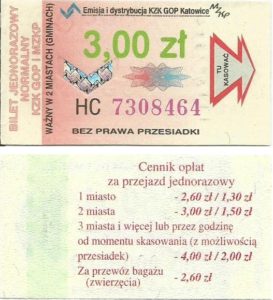 Emisja i dystrybucja KZK GOP Katowice
MZKP
BILET JEDNORAZOWY
NORMALNY
KZK GOP i MZKP
WAŻNY W 2 MIASTACH (GMINACH)
3,00 zł
TU
KASOWAĆ
HC 7308464
BEZ PRAWA PRZESIADKI
Cennik opłat
za przejazd jednorazowy
1 miasto - 2,60 zł / 1,30 zł
2 miasta - 3,00 zł / 1,50 zł
3 miasta i więcej lub przez godzinę
od momentu skasowania (z możliwością
przesiadek) - 4,00 zł / 2,00 zł
Za przewóz bagażu
(zwierzęcia) - 2,60 zł